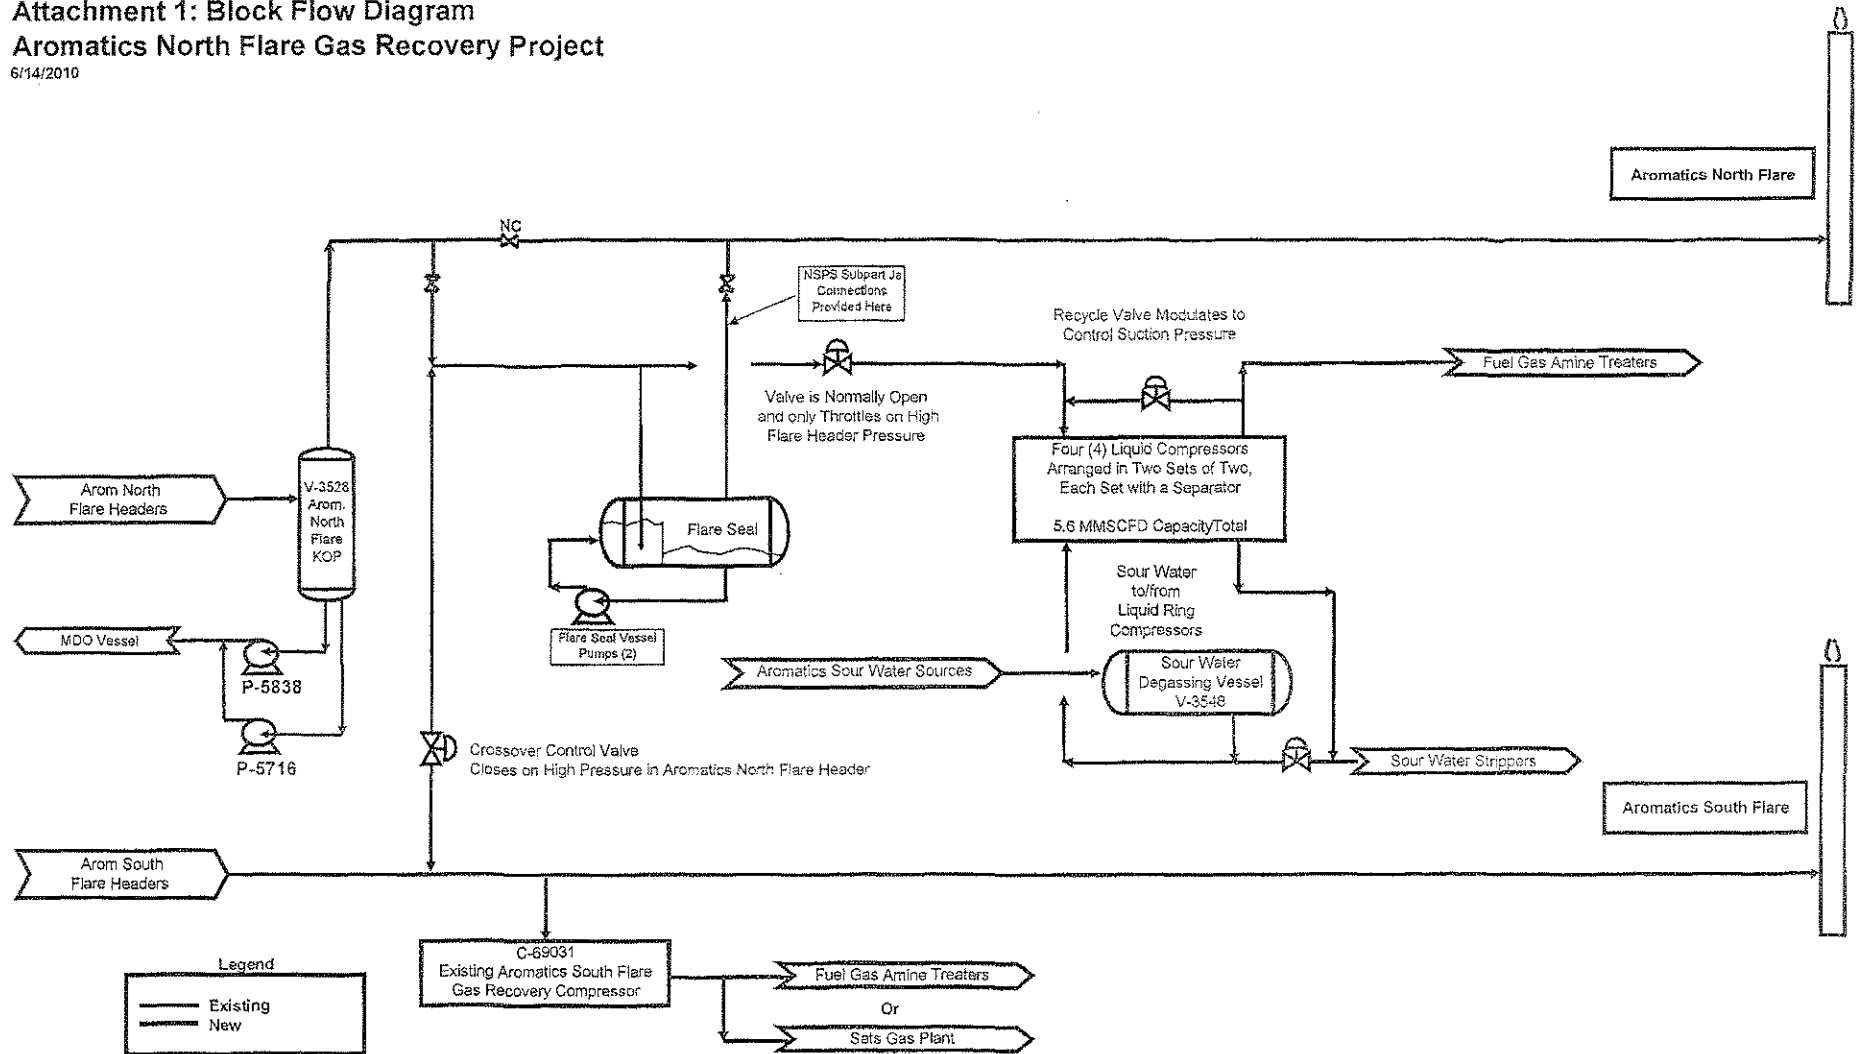 Attachment 1: Block Flow Diagram
Aromatics North Flare Gas Recovery Project
6/14/2010
Aromatics North Flare
NC
NSPS Subpart Ja
Connections
Provided Here
Recycle Valve Modulates to
Control Suction Pressure
Fuel Gas Amine Treaters
Valve is Normally Open
and only Throttles on High
Flare Header Pressure
Four (4) Liquid Compressors
Arranged in Two Sets of Two,
Each Set with a Separator
5.6 MMSCFD CapacityTotal
Arom North
Flare Headers
V-3528
Arom.
North
Flare
KOP
Flare Seal
Flare Seal Vessel
Pumps (2)
Sour Water
to/from
Liquid Ring
Compressors
MDO Vessel
P-5838
P-5716
Aromatics Sour Water Sources
Sour Water
Degassing Vessel
V-3548
Crossover Control Valve
Closes on High Pressure in Aromatics North Flare Header
Sour Water Strippers
Aromatics South Flare
Arom South
Flare Headers
C-69031
Existing Aromatics South Flare
Gas Recovery Compressor
Fuel Gas Amine Treaters
Or
Sats Gas Plant
Legend
Existing
New